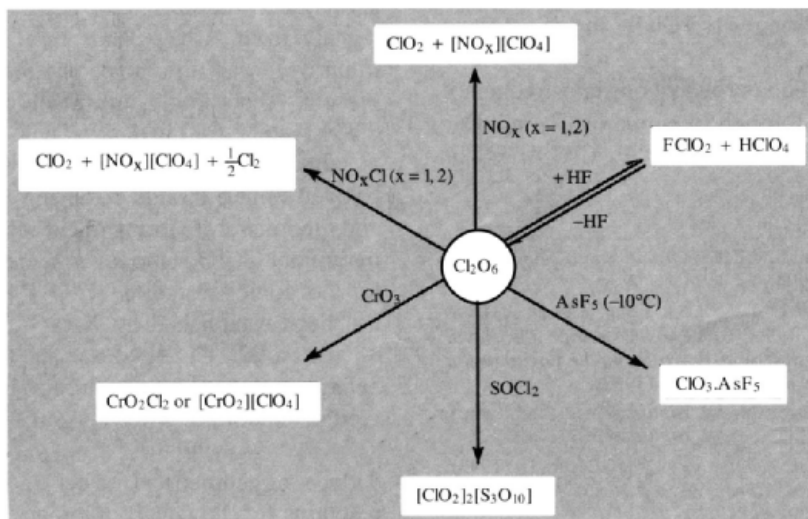 ClO₂ + [NOₓ][ClO₄]
NOₓ (x = 1,2)
FClO₂ + HClO₄
ClO₂ + [NOₓ][ClO₄] + ½Cl₂
NOₓCl (x = 1, 2)
+HF
–HF
Cl₂O₆
CrO₃
AsF₅ (–10°C)
SOCl₂
CrO₂Cl₂ or [CrO₂][ClO₄]
ClO₃.AsF₅
[ClO₂]₂[S₃O₁₀]